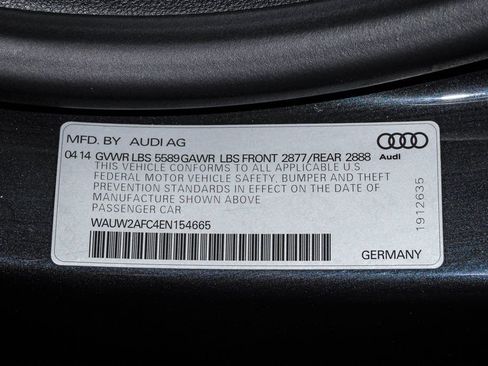 MFD. BY AUDI AG
Audi
04 14 GVWR LBS 5589 GAWR LBS FRONT 2877/REAR 2888
THIS VEHICLE CONFORMS TO ALL APPLICABLE U.S
FEDERAL MOTOR VEHICLE SAFETY, BUMPER AND THEFT
PREVENTION STANDARDS IN EFFECT ON THE DATE OF
MANUFACTURE SHOWN ABOVE
PASSENGER CAR
WAUW2AFC4EN154665
GERMANY
1912635